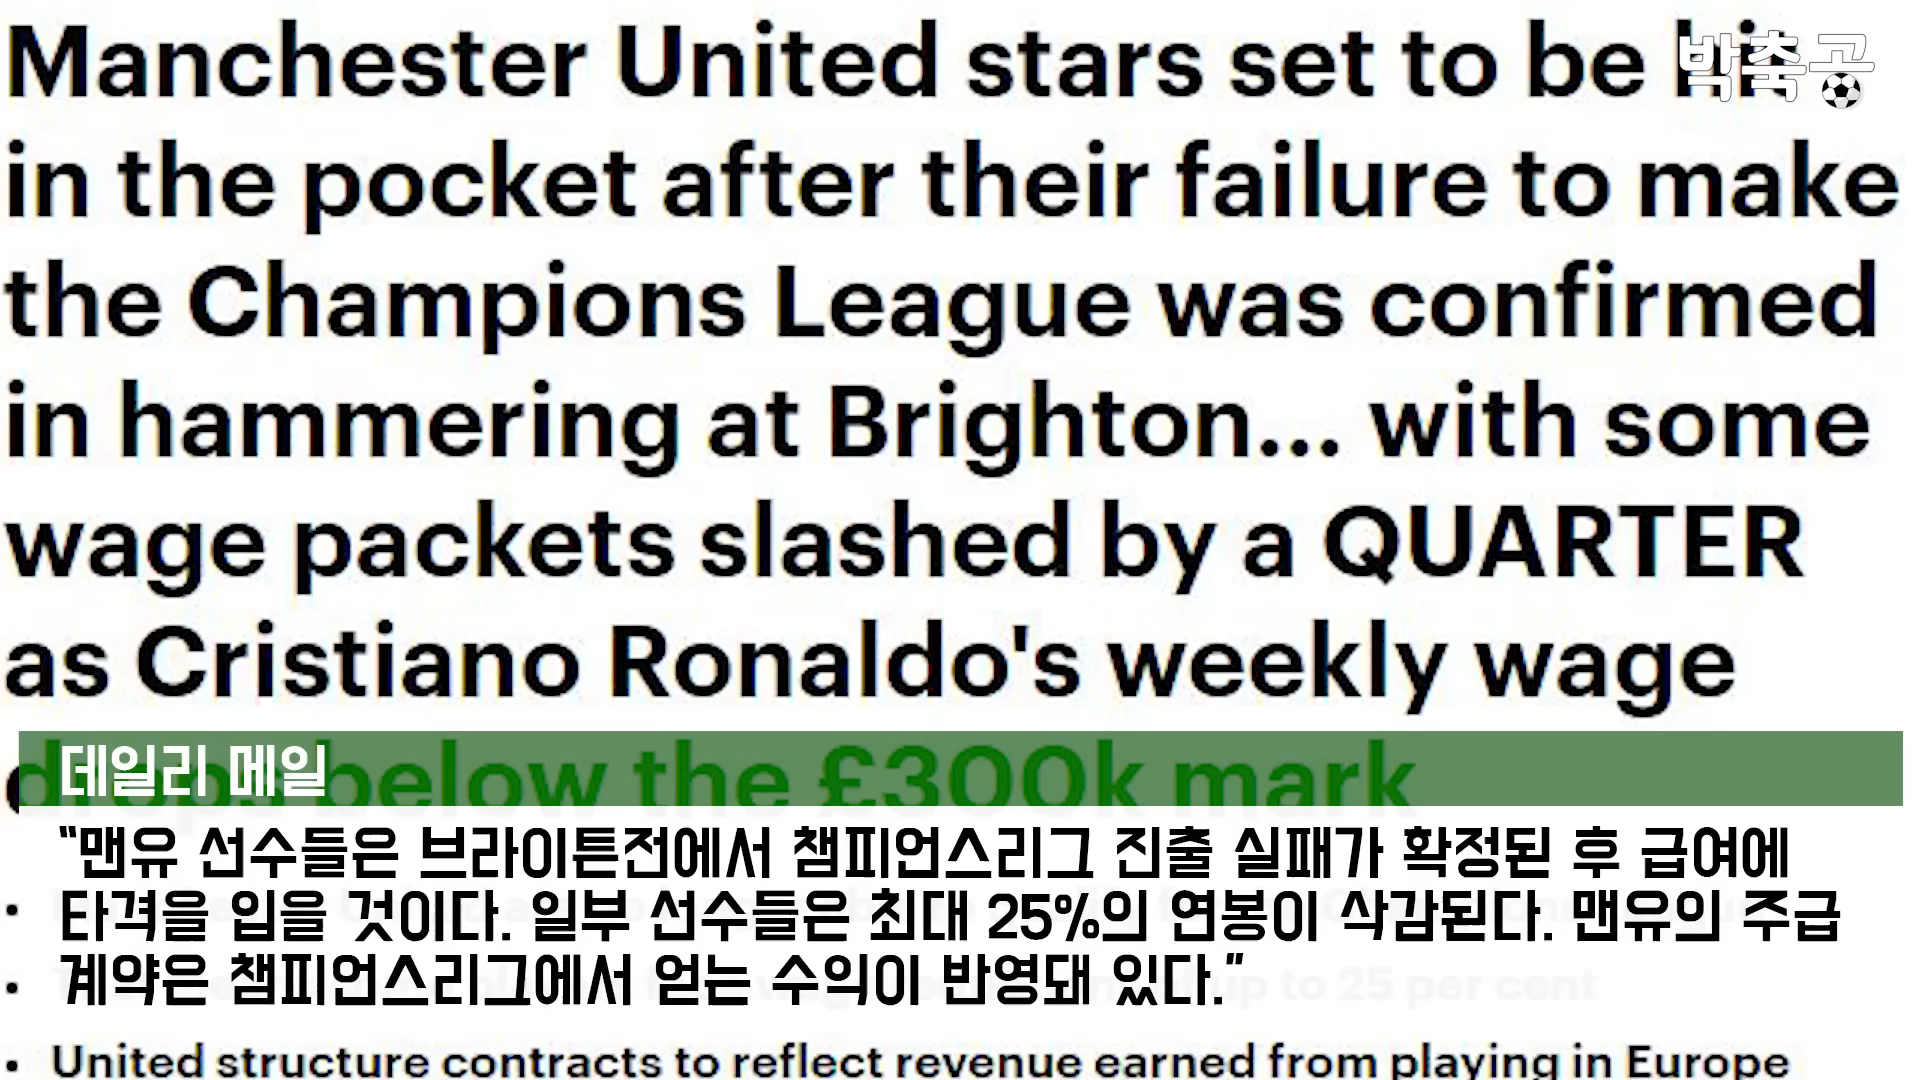 Manchester United stars set to be
박축공
in the pocket after their failure to make
the Champions League was confirmed
in hammering at Brighton... with some
wage packets slashed by a QUARTER
as Cristiano Ronaldo's weekly wage
drops below the £300k mark
데일리 메일
“맨유 선수들은 브라이튼전에서 챔피언스리그 진출 실패가 확정된 후 급여에
타격을 입을 것이다. 일부 선수들은 최대 25%의 연봉이 삭감된다. 맨유의 주급
계약은 챔피언스리그에서 얻는 수익이 반영돼 있다.”
up to 25 per cent
• United structure contracts to reflect revenue earned from playing in Europe